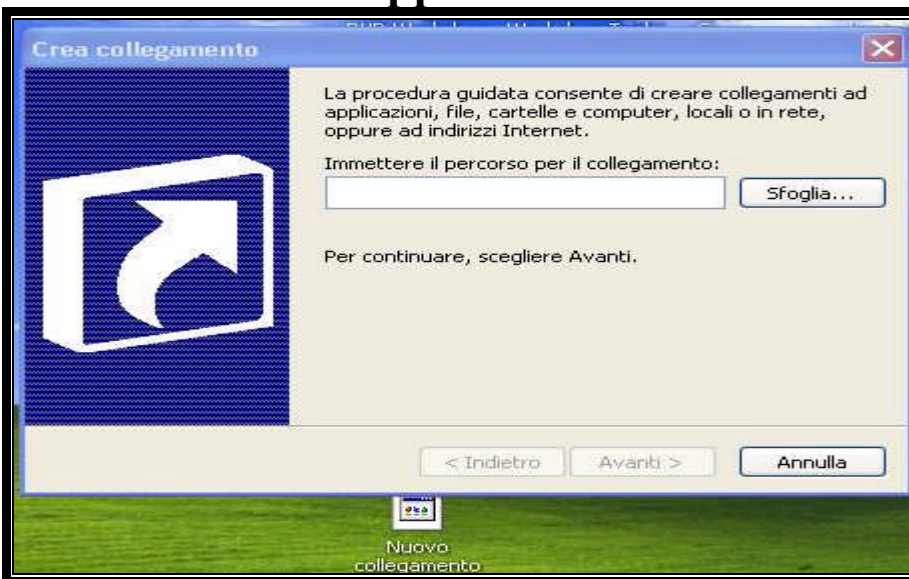 Crea collegamento
La procedura guidata consente di creare collegamenti ad
applicazioni, file, cartelle e computer, locali o in rete,
oppure ad indirizzi Internet.
Immettere il percorso per il collegamento:
Sfoglia...
Per continuare, scegliere Avanti.
< Indietro
Avanti >
Annulla
Nuovo
collegamento